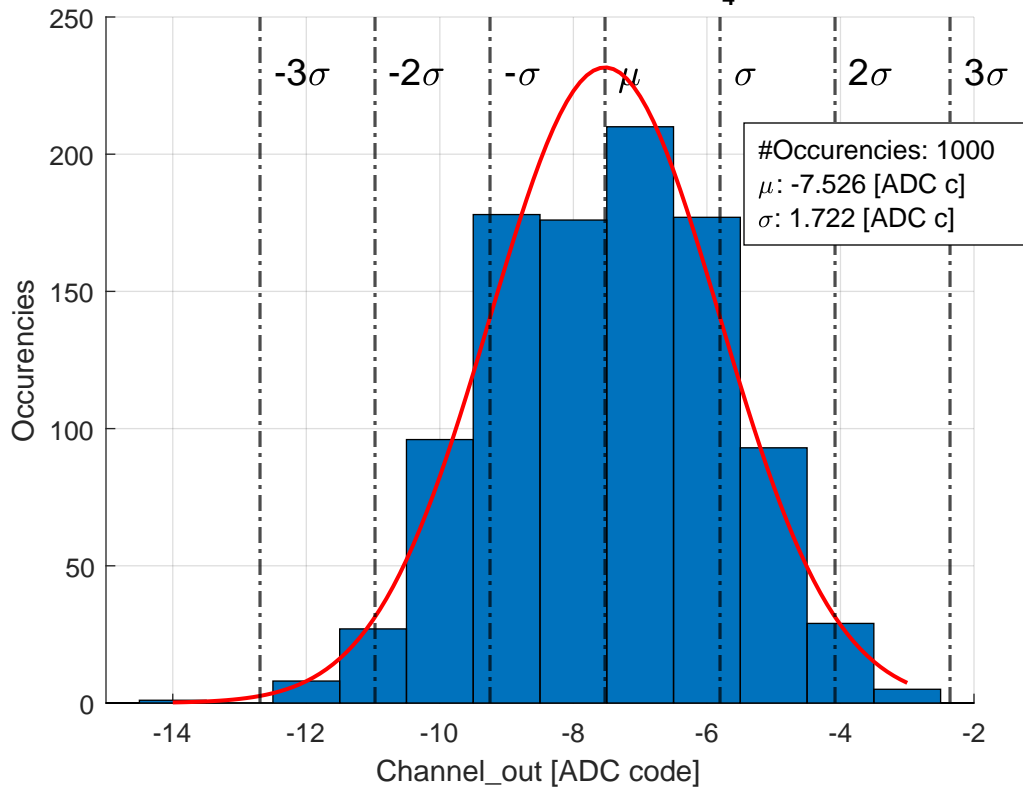 4
250
200
150
100
50
0
-3σ
-2σ
-σ
μ
σ
2σ
3σ
#Occurencies: 1000
μ: -7.526 [ADC c]
σ: 1.722 [ADC c]
Occurencies
-14
-12
-10
-8
-6
-4
-2
Channel_out [ADC code]